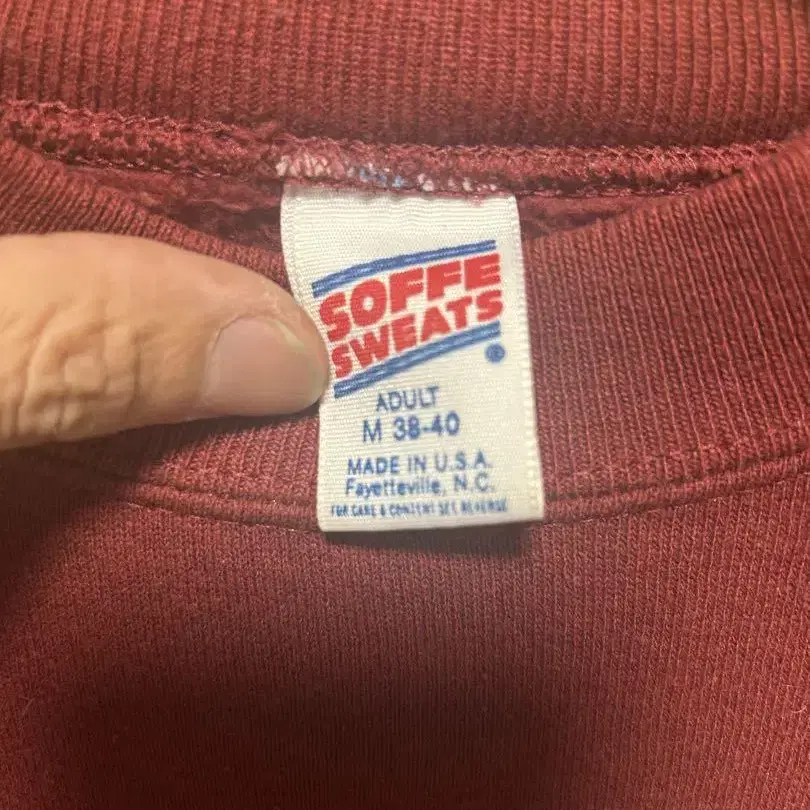 SOFFE
SWEATS
®
ADULT
M 38-40
MADE IN U.S.A.
Fayetteville, N.C.
FOR CARE & CONTENT SEE REVERSE